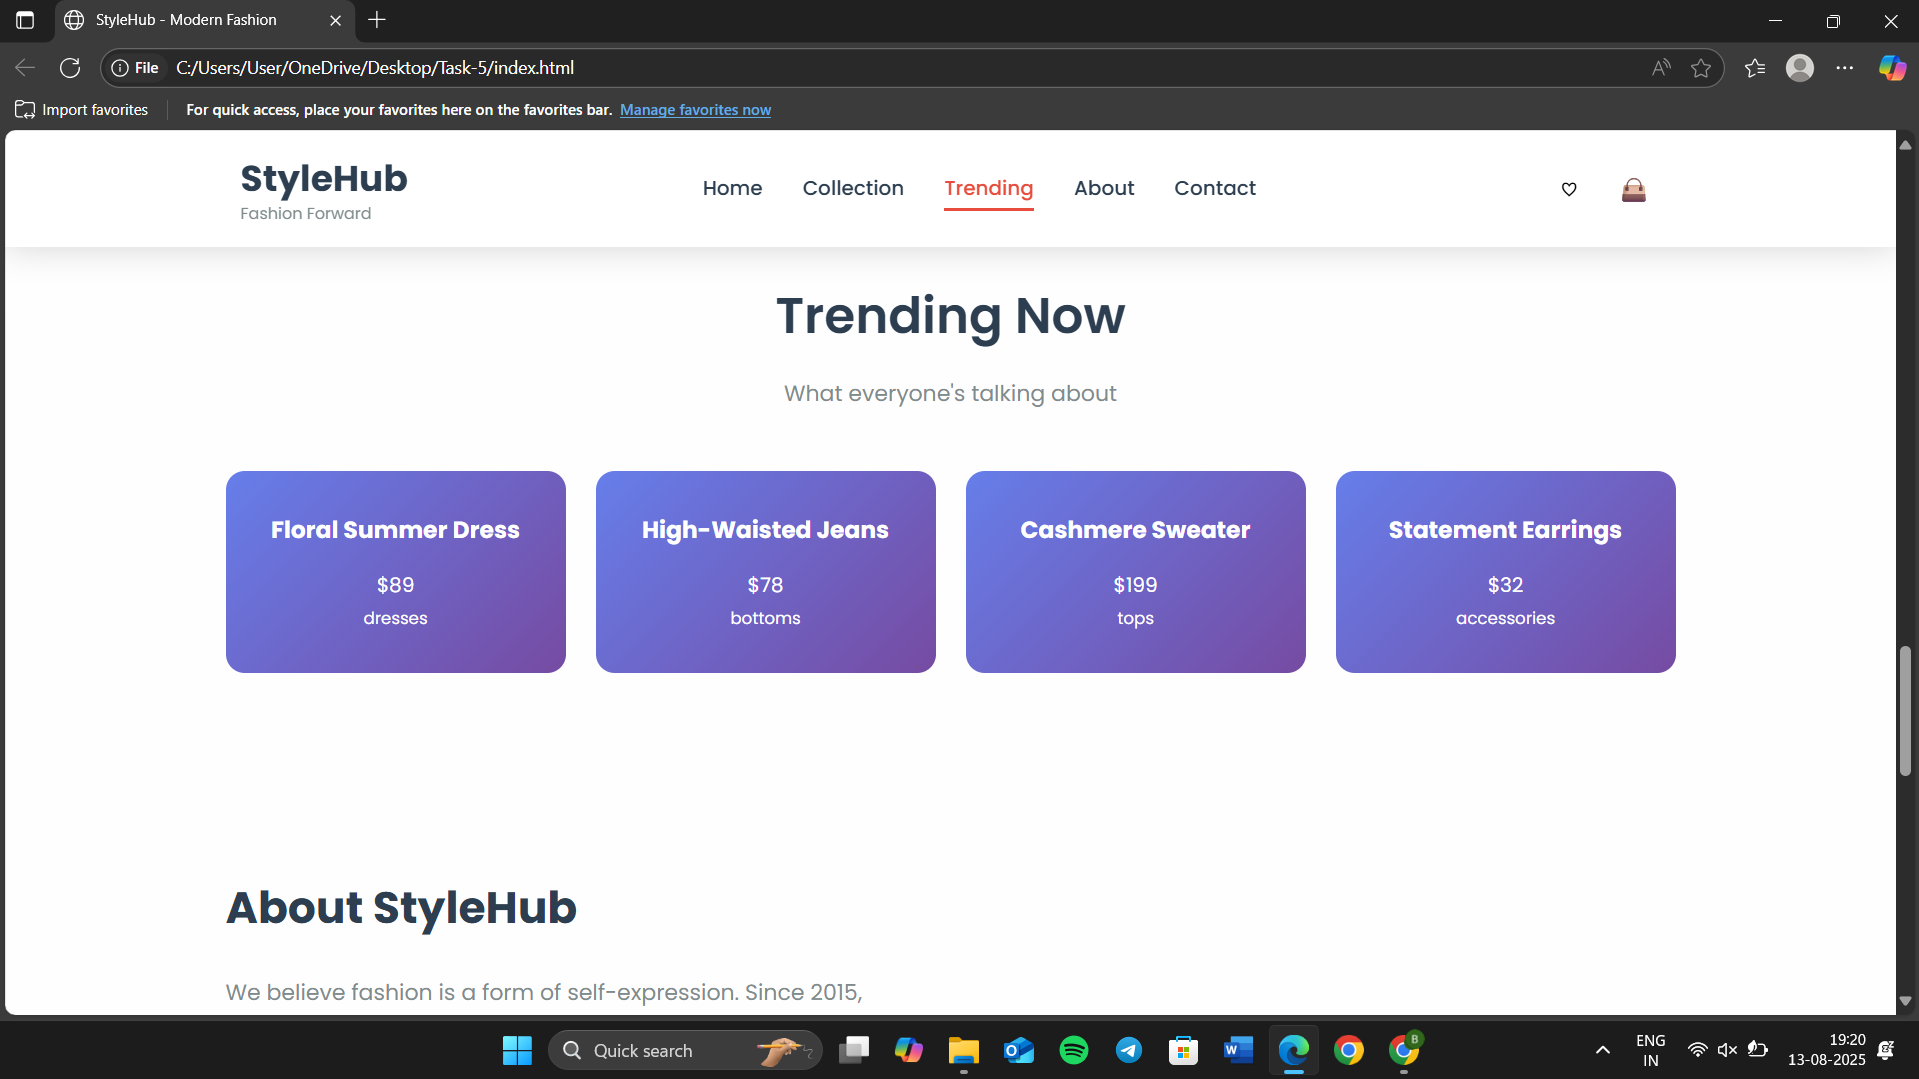 StyleHub - Modern Fashion
File C:/Users/User/OneDrive/Desktop/Task-5/index.html
Import favorites For quick access, place your favorites here on the favorites bar. Manage favorites now
StyleHub
Fashion Forward
Home Collection Trending About Contact
Trending Now
What everyone's talking about
Floral Summer Dress
$89
dresses
High-Waisted Jeans
$78
bottoms
Cashmere Sweater
$199
tops
Statement Earrings
$32
accessories
About StyleHub
We believe fashion is a form of self-expression. Since 2015,
Quick search
B
ENG
IN
19:20
13-08-2025